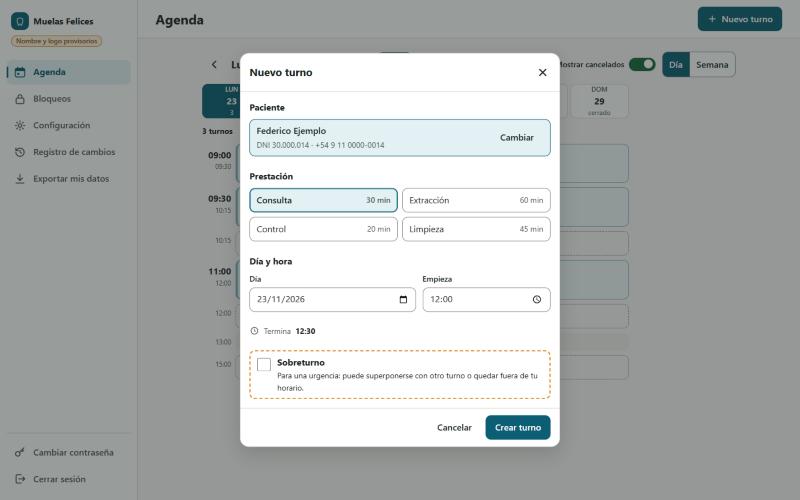 Muelas Felices
Nombre y logo provisorios
Agenda
Bloqueos
Configuración
Registro de cambios
Exportar mis datos
Cambiar contraseña
Cerrar sesión
Agenda
+ Nuevo turno
Lu
Mostrar cancelados
Día
Semana
LUN
23
3
DOM
29
cerrado
3 turnos
09:00
09:30
09:30
10:15
10:15
11:00
12:00
12:00
13:00
15:00
Nuevo turno
Paciente
Federico Ejemplo
DNI 30.000.014 · +54 9 11 0000-0014
Cambiar
Prestación
Consulta 30 min
Extracción 60 min
Control 20 min
Limpieza 45 min
Día y hora
Día
Empieza
23/11/2026
12:00
Termina 12:30
Sobreturno
Para una urgencia: puede superponerse con otro turno o quedar fuera de tu
horario.
Cancelar
Crear turno